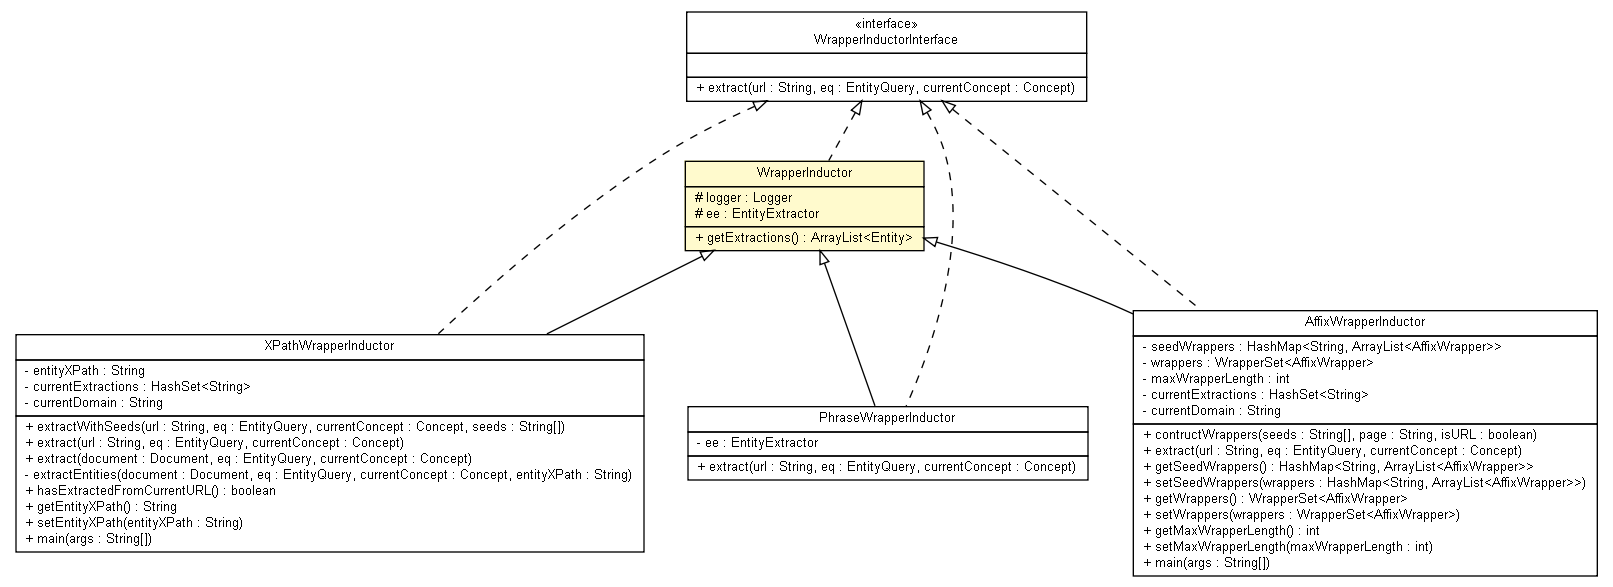 «interface»
WrapperInductorInterface
+ extract(url : String, eq : EntityQuery, currentConcept : Concept)
WrapperInductor
# logger : Logger
# ee : EntityExtractor
+ getExtractions() : ArrayList<Entity>
XPathWrapperInductor
- entityXPath : String
- currentExtractions : HashSet<String>
- currentDomain : String
+ extractWithSeeds(url : String, eq : EntityQuery, currentConcept : Concept, seeds : String[])
+ extract(url : String, eq : EntityQuery, currentConcept : Concept)
+ extract(document : Document, eq : EntityQuery, currentConcept : Concept)
- extractEntities(document : Document, eq : EntityQuery, currentConcept : Concept, entityXPath : String)
+ hasExtractedFromCurrentURL() : boolean
+ getEntityXPath() : String
+ setEntityXPath(entityXPath : String)
+ main(args : String[])
PhraseWrapperInductor
- ee : EntityExtractor
+ extract(url : String, eq : EntityQuery, currentConcept : Concept)
AffixWrapperInductor
- seedWrappers : HashMap<String, ArrayList<AffixWrapper>>
- wrappers : WrapperSet<AffixWrapper>
- maxWrapperLength : int
- currentExtractions : HashSet<String>
- currentDomain : String
+ contructWrappers(seeds : String[], page : String, isURL : boolean)
+ extract(url : String, eq : EntityQuery, currentConcept : Concept)
+ getSeedWrappers() : HashMap<String, ArrayList<AffixWrapper>>
+ setSeedWrappers(wrappers : HashMap<String, ArrayList<AffixWrapper>>)
+ getWrappers() : WrapperSet<AffixWrapper>
+ setWrappers(wrappers : WrapperSet<AffixWrapper>)
+ getMaxWrapperLength() : int
+ setMaxWrapperLength(maxWrapperLength : int)
+ main(args : String[])